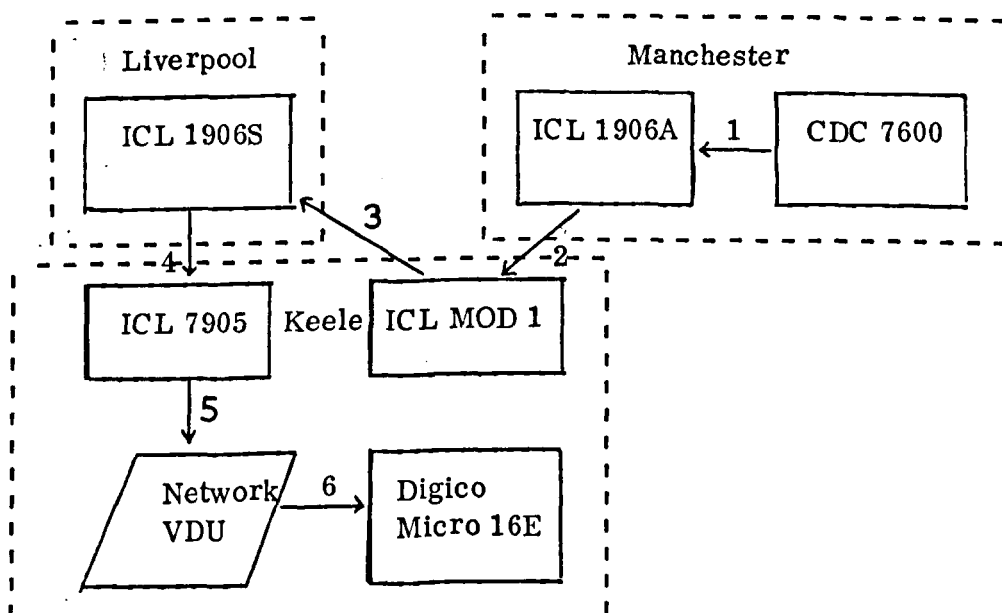 Liverpool
Manchester
ICL 1906S
ICL 1906A
1
CDC 7600
3
4
2
ICL 7905
Keele
ICL MOD 1
5
Network
VDU
6
Digico
Micro 16E